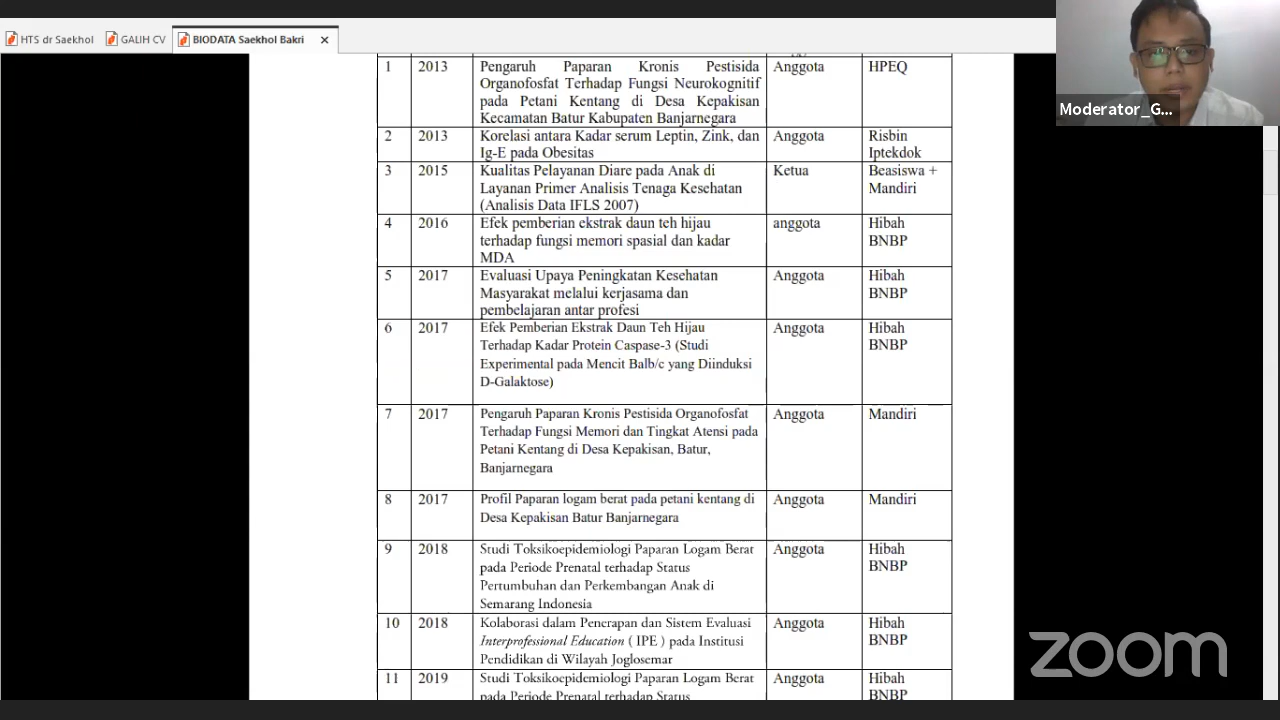 HTS dr Saekhol
GALIH CV
BIODATA Saekhol Bakri
Moderator_G...
1 2013 Pengaruh Paparan Kronis Pestisida Anggota HPEQ
Organofosfat Terhadap Fungsi Neurokognitif
pada Petani Kentang di Desa Kepakisan
Kecamatan Batur Kabupaten Banjarnegara
2 2013 Korelasi antara Kadar serum Leptin, Zink, dan Anggota Risbin
Ig-E pada Obesitas Iptekdok
3 2015 Kualitas Pelayanan Diare pada Anak di Ketua Beasiswa +
Layanan Primer Analisis Tenaga Kesehatan Mandiri
(Analisis Data IFLS 2007)
4 2016 Efek pemberian ekstrak daun teh hijau anggota Hibah
terhadap fungsi memori spasial dan kadar BNBP
MDA
5 2017 Evaluasi Upaya Peningkatan Kesehatan Anggota Hibah
Masyarakat melalui kerjasama dan BNBP
pembelajaran antar profesi
6 2017 Efek Pemberian Ekstrak Daun Teh Hijau Anggota Hibah
Terhadap Kadar Protein Caspase-3 (Studi BNBP
Experimental pada Mencit Balb/c yang Diinduksi
D-Galaktose)
7 2017 Pengaruh Paparan Kronis Pestisida Organofosfat Anggota Mandiri
Terhadap Fungsi Memori dan Tingkat Atensi pada
Petani Kentang di Desa Kepakisan, Batur,
Banjarnegara
8 2017 Profil Paparan logam berat pada petani kentang di Anggota Mandiri
Desa Kepakisan Batur Banjarnegara
9 2018 Studi Toksikoepidemiologi Paparan Logam Berat Anggota Hibah
pada Periode Prenatal terhadap Status BNBP
Pertumbuhan dan Perkembangan Anak di
Semarang Indonesia
10 2018 Kolaborasi dalam Penerapan dan Sistem Evaluasi Anggota Hibah
Interprofessional Education ( IPE ) pada Institusi BNBP
Pendidikan di Wilayah Joglosemar
11 2019 Studi Toksikoepidemiologi Paparan Logam Berat Anggota Hibah
pada Periode Prenatal terhadap Status BNBP
zoom